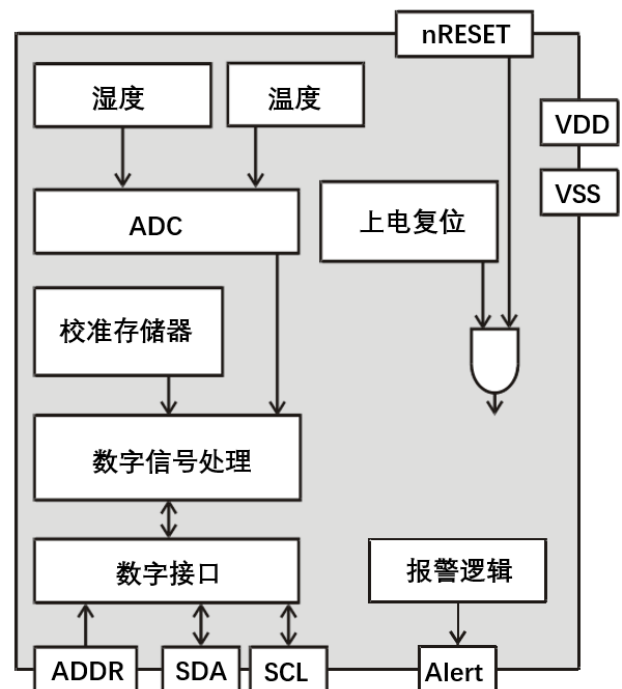 nRESET
湿度
温度
VDD
VSS
ADC
上电复位
校准存储器
数字信号处理
数字接口
报警逻辑
ADDR
SDA
SCL
Alert